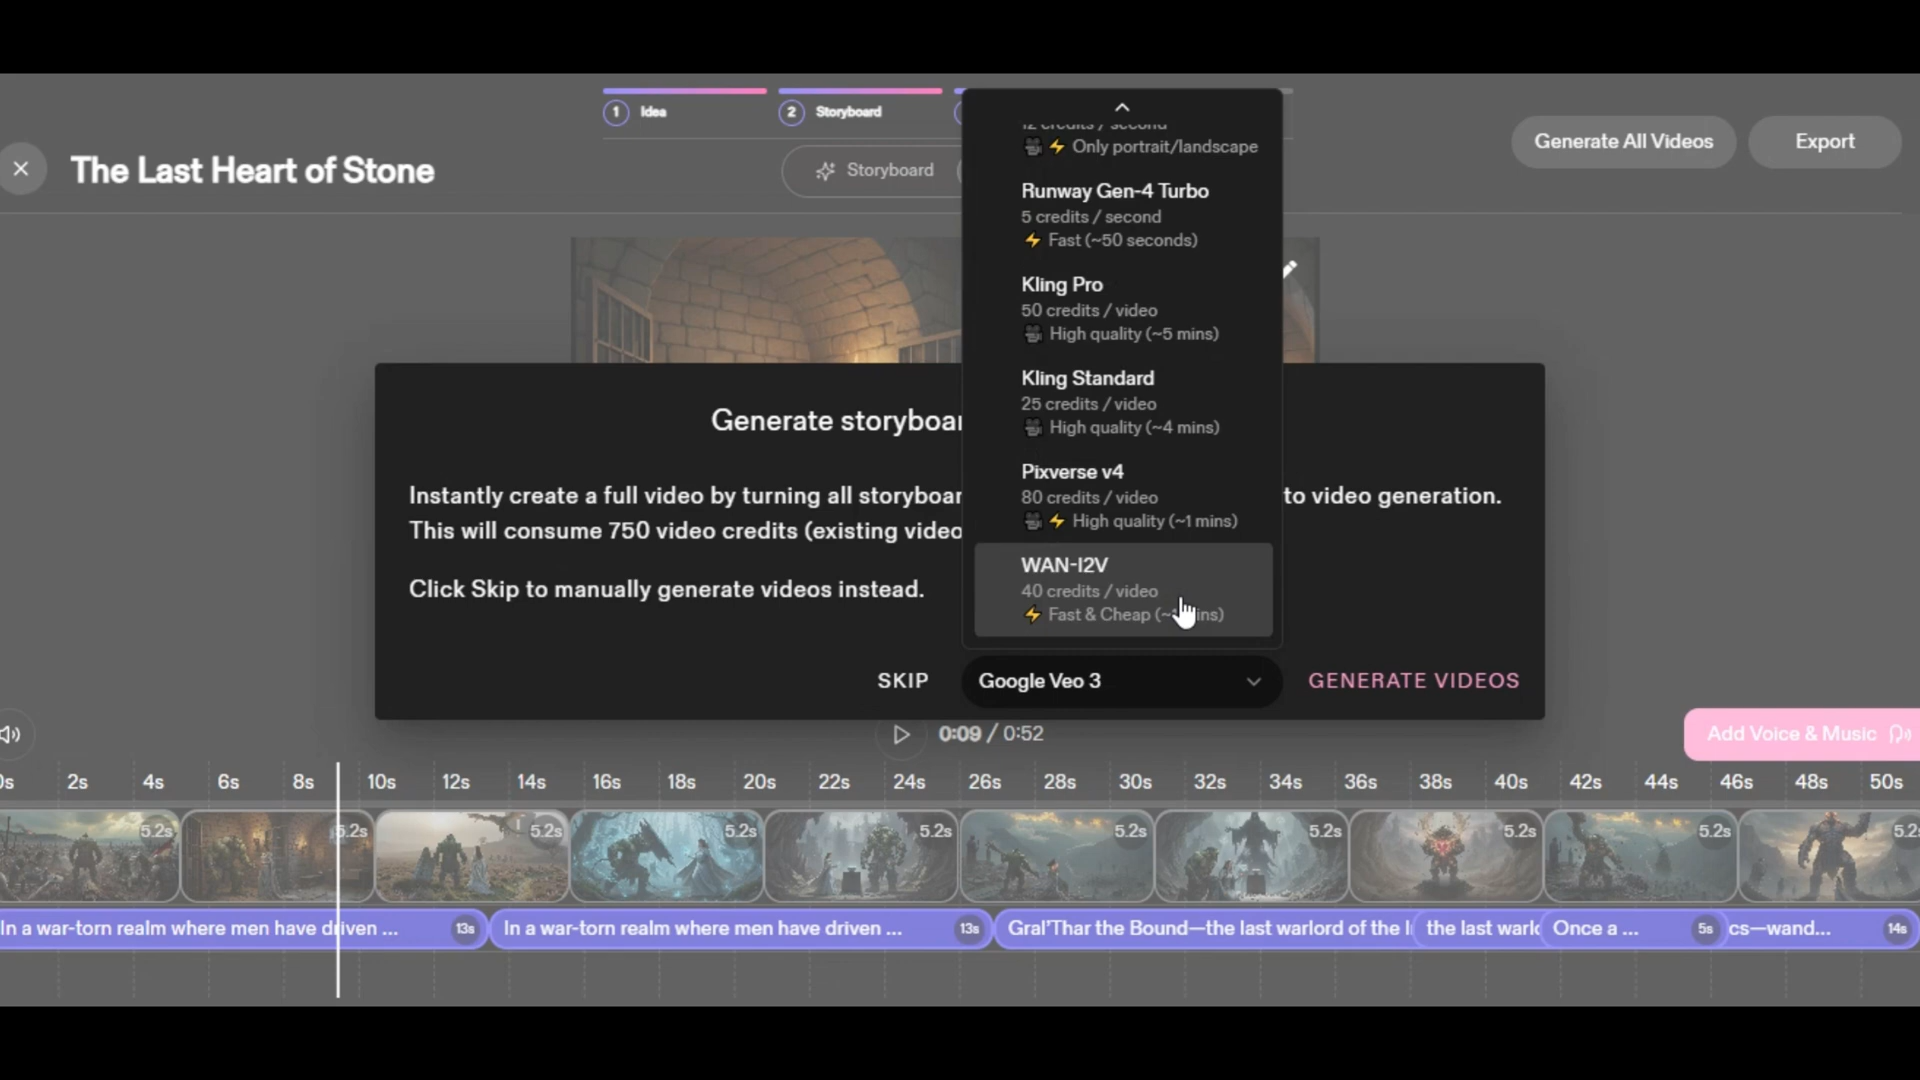 1 Idea
2 Storyboard
The Last Heart of Stone
Storyboard
Generate All Videos
Export
12 credits / second
Only portrait/landscape
Runway Gen-4 Turbo
5 credits / second
Fast (~50 seconds)
Kling Pro
50 credits / video
High quality (~5 mins)
Kling Standard
25 credits / video
High quality (~4 mins)
Pixverse v4
80 credits / video
High quality (~1 mins)
WAN-I2V
40 credits / video
Fast & Cheap
Generate
Instantly create a full video by turning all to video generation.
This will consume 750 video credits (existing
Click Skip to manually generate videos instead.
SKIP
Google Veo 3
GENERATE VIDEOS
0:09 / 0:52
Add Voice & Music
2s 4s 6s 8s 10s 12s 14s 16s 18s 20s 22s 24s 26s 28s 30s 32s 34s 36s 38s 40s 42s 44s 46s 48s 50s
5.2s 5.2s 5.2s 5.2s 5.2s 5.2s 5.2s 5.2s 5.2s
In a war-torn realm where men have driven ... 13s
In a war-torn realm where men have driven ... 13s
Gral'Thar the Bound—the last warlord of the
the last
Once a ... 5s
cs—wand... 14s